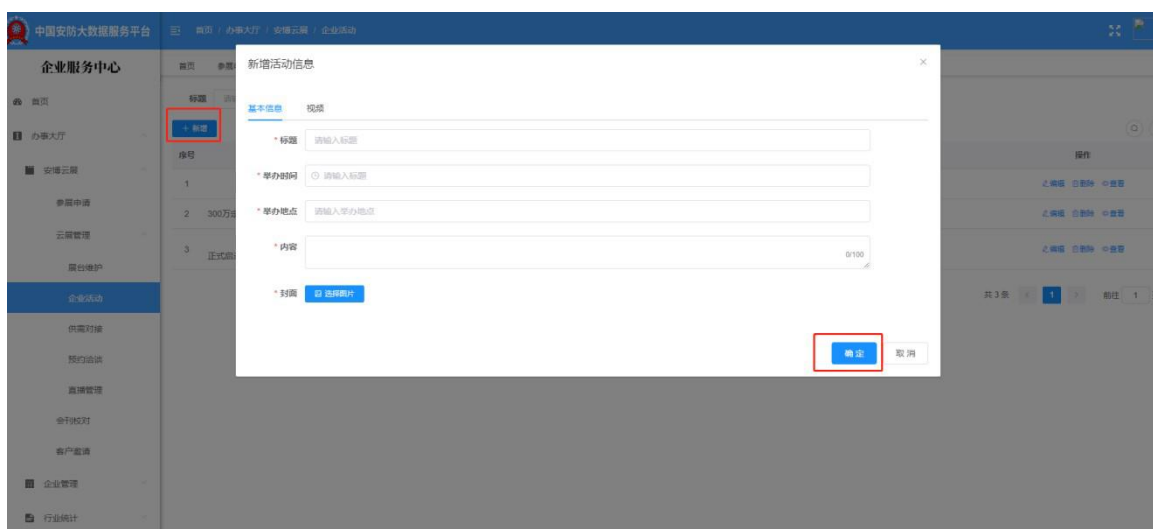 中国安防大数据服务平台
首页 / 办事大厅 / 安博云展 / 企业活动
企业服务中心
首页
办事大厅
安博云展
参展申请
云展管理
展台维护
企业活动
供需对接
预约洽谈
直播管理
会刊校对
客户邀请
企业管理
行业统计
首页 参展
标题
+ 新增
序号
1
2 300万
3 正式启
新增活动信息
基本信息 视频
* 标题 请输入标题
* 举办时间 请输入标题
* 举办地点 请输入举办地点
* 内容
0/100
* 封面 选择图片
确定 取消
操作
编辑 删除 查看
编辑 删除 查看
编辑 删除 查看
共 3 条 1 前往 1